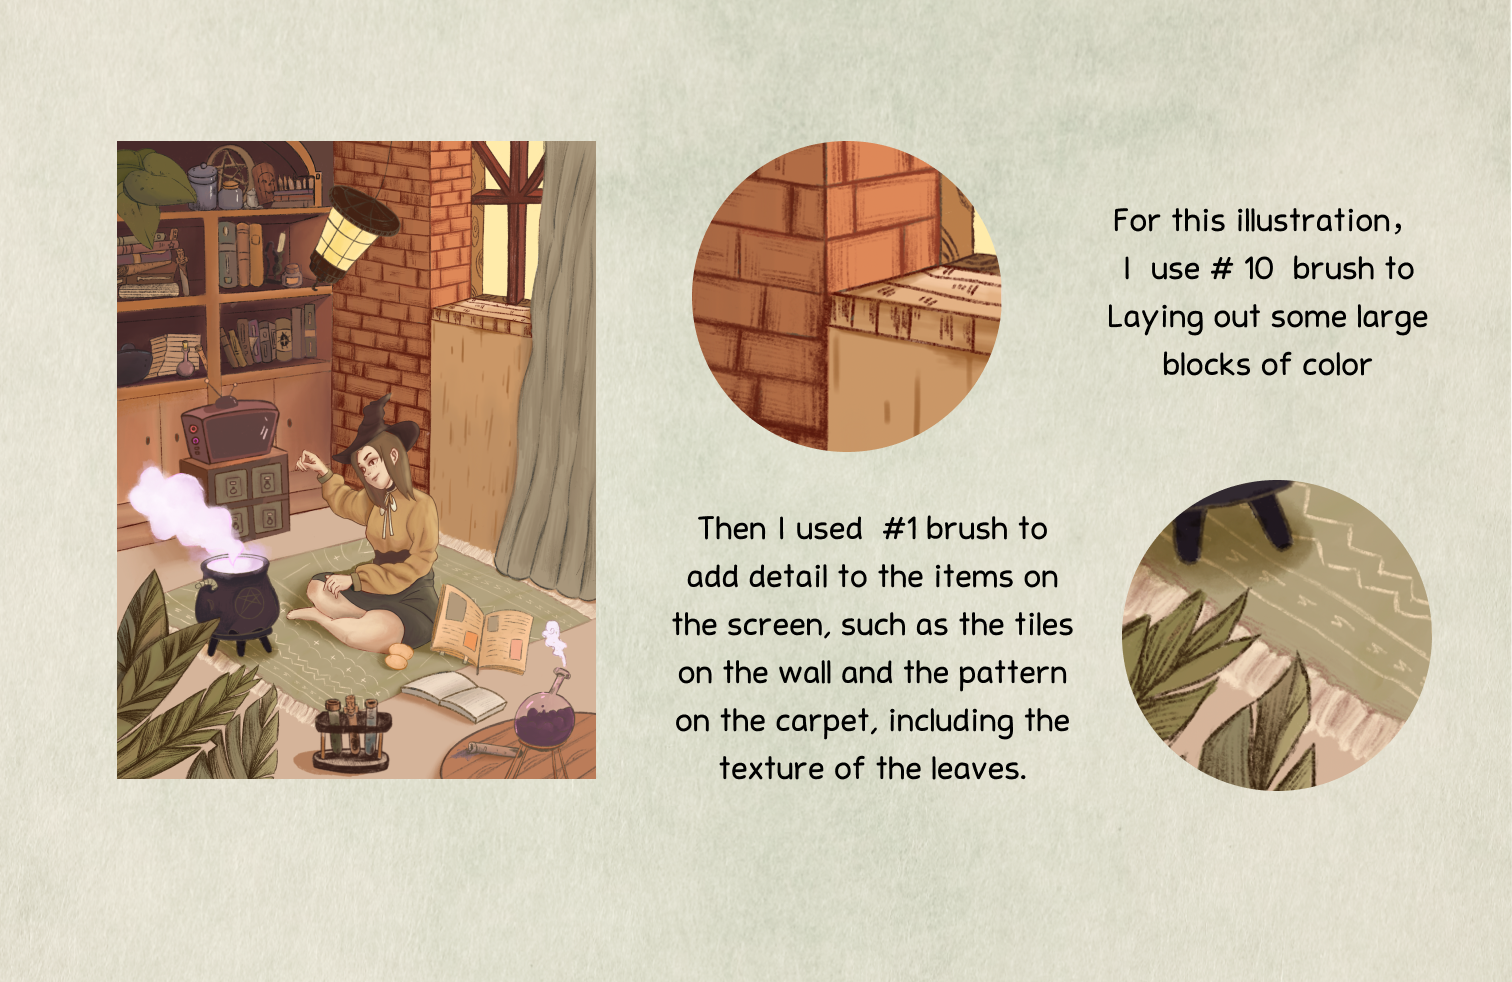 For this illustration,
I use # 10 brush to
Laying out some large
blocks of color
Then I used #1 brush to
add detail to the items on
the screen, such as the tiles
on the wall and the pattern
on the carpet, including the
texture of the leaves.